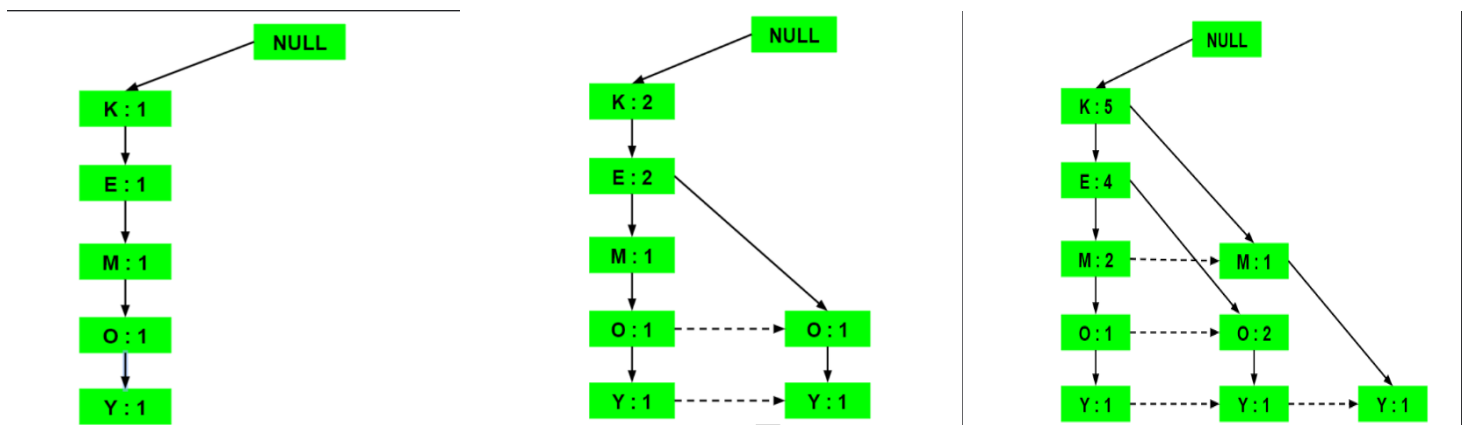 NULL
K : 1
E : 1
M : 1
O : 1
Y : 1
NULL
K : 2
E : 2
M : 1
O : 1
O : 1
Y : 1
Y : 1
NULL
K : 5
E : 4
M : 2
M : 1
O : 1
O : 2
Y : 1
Y : 1
Y : 1